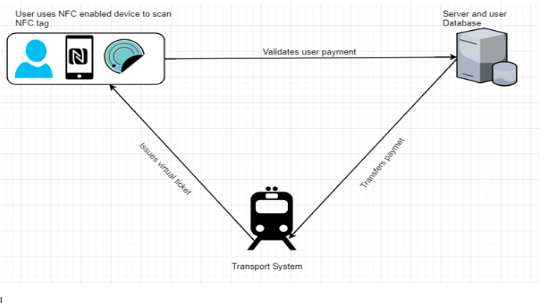 User uses NFC enabled device to scan
NFC tag
Server and user
Database
Validates user payment
Issues virtual ticket
Transfers paymet
Transport System